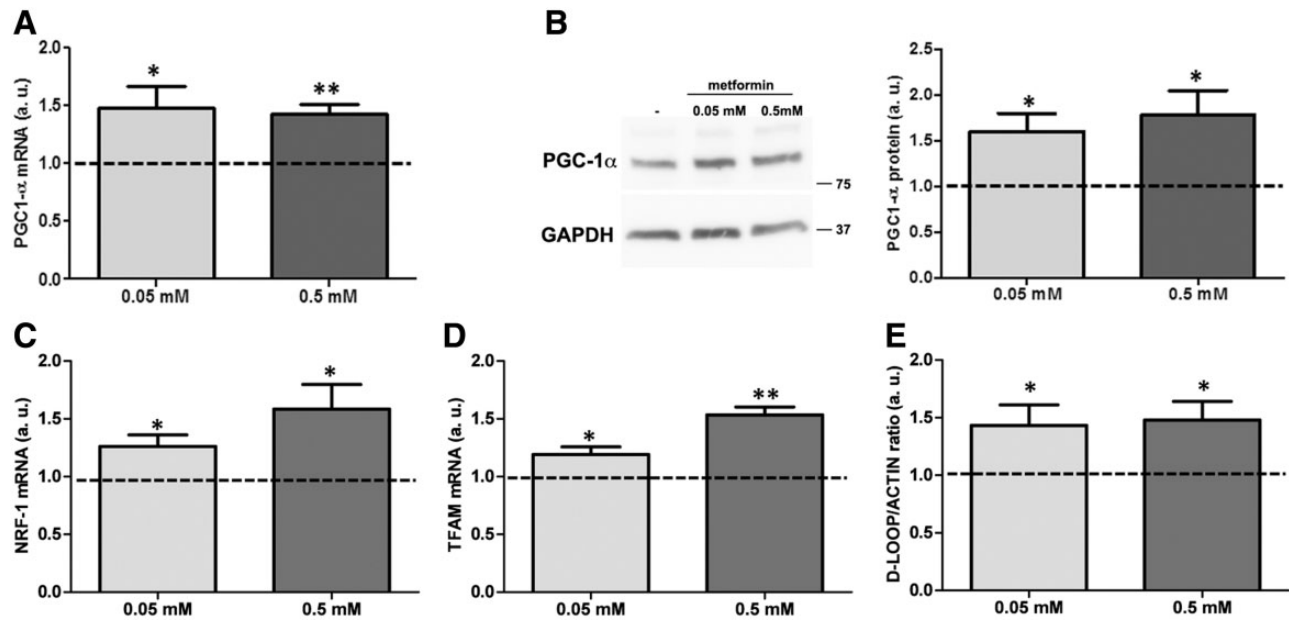 A
PGC1-α mRNA (a. u.)
2.0
1.5
1.0
0.5
0.0
*
**
0.05 mM
0.5 mM
B
metformin
-
0.05 mM
0.5mM
PGC-1α
75
GAPDH
37
PGC1-α protein (a. u.)
2.5
2.0
1.5
1.0
0.5
0.0
*
*
0.05 mM
0.5 mM
C
NRF-1 mRNA (a. u.)
2.0
1.5
1.0
0.5
0.0
*
*
0.05 mM
0.5 mM
D
TFAM mRNA (a. u.)
2.0
1.5
1.0
0.5
0.0
*
**
0.05 mM
0.5 mM
E
D-LOOP/ACTIN ratio (a. u.)
2.0
1.5
1.0
0.5
0.0
*
*
0.05 mM
0.5 mM